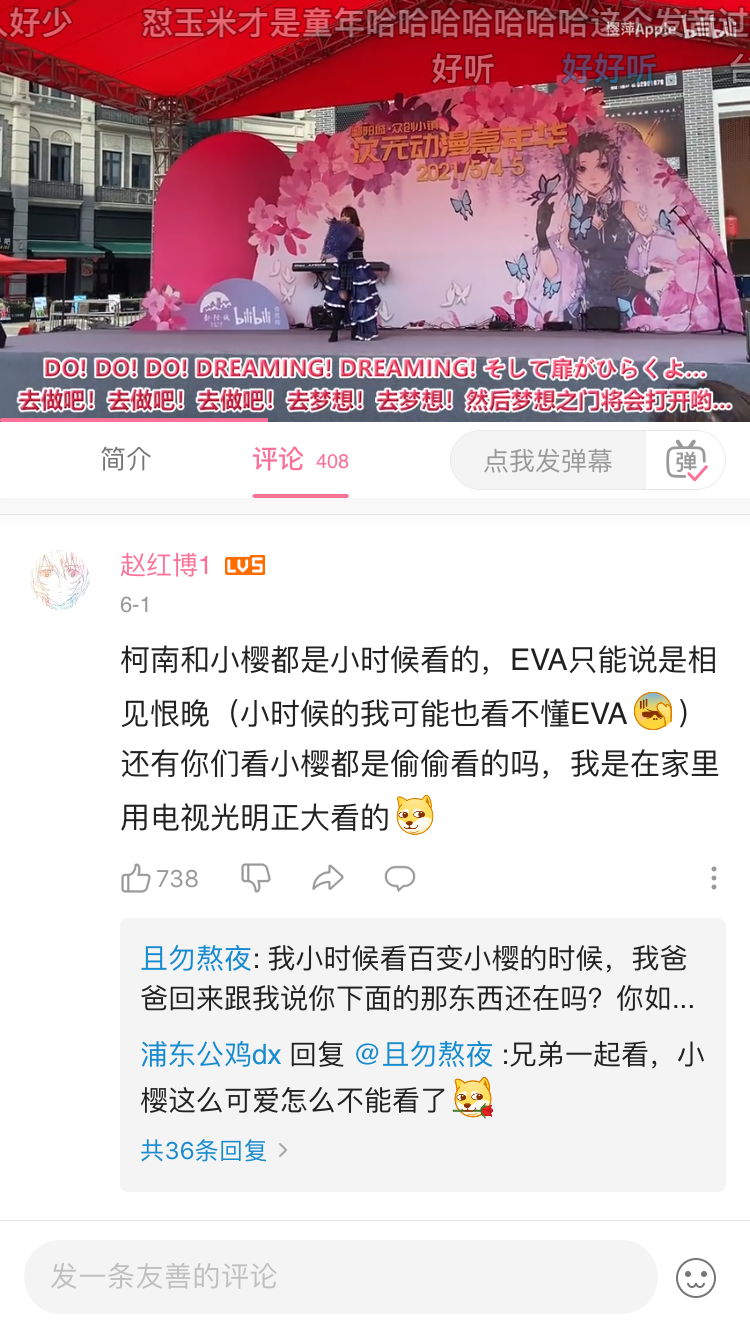 人好少
怼玉米才是童年哈哈哈哈哈哈哈这个发音过
樱萍Apple bilibili
好听
好好听
台
次元动漫嘉年华
2021/5/4-5
bilibili
DO! DO! DO! DREAMING! DREAMING! そして扉がひらくよ...
去做吧！去做吧！去做吧！去梦想！去梦想！然后梦想之门将会打开哟...
简介
评论 408
点我发弹幕
弹
赵红博1 LV5
6-1
柯南和小樱都是小时候看的，EVA只能说是相
见恨晚（小时候的我可能也看不懂EVA）
还有你们看小樱都是偷偷看的吗，我是在家里
用电视光明正大看的
738
且勿熬夜: 我小时候看百变小樱的时候，我爸
爸回来跟我说你下面的那东西还在吗？你如...
浦东公鸡dx 回复 @且勿熬夜 :兄弟一起看，小
樱这么可爱怎么不能看了
共36条回复
发一条友善的评论